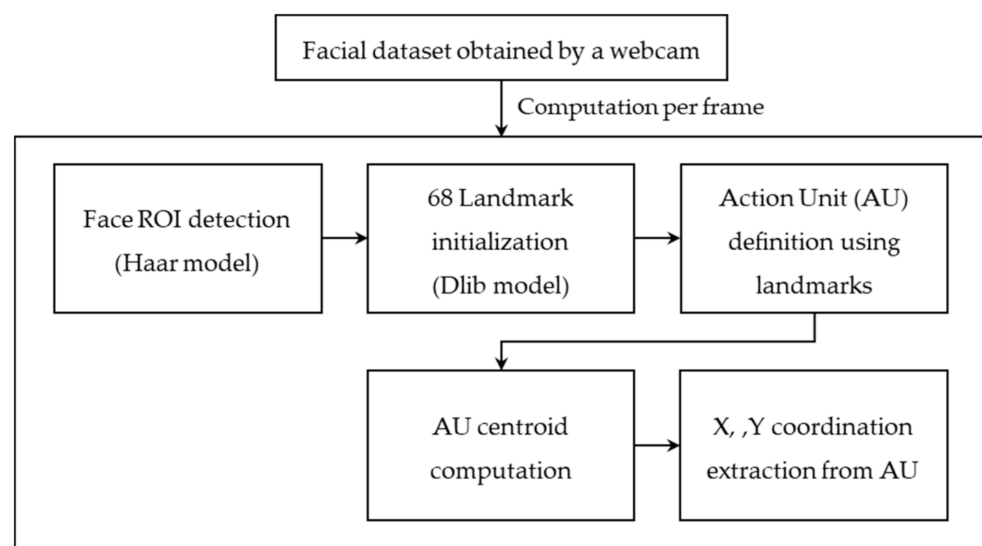 Facial dataset obtained by a webcam
Computation per frame
Face ROI detection
(Haar model)
68 Landmark
initialization
(Dlib model)
Action Unit (AU)
definition using
landmarks
AU centroid
computation
X, ,Y coordination
extraction from AU